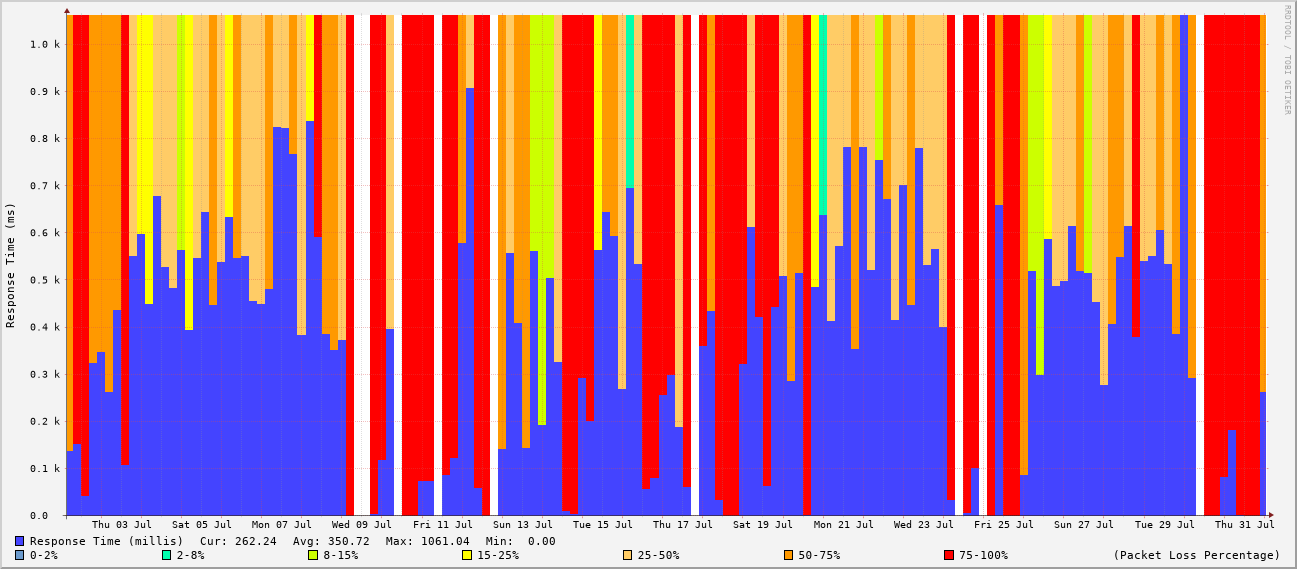 RRDTOOL / TOBI OETIKER
Response Time (ms)
1.0 k
0.9 k
0.8 k
0.7 k
0.6 k
0.5 k
0.4 k
0.3 k
0.2 k
0.1 k
0.0
Thu 03 Jul Sat 05 Jul Mon 07 Jul Wed 09 Jul Fri 11 Jul Sun 13 Jul Tue 15 Jul Thu 17 Jul Sat 19 Jul Mon 21 Jul Wed 23 Jul Fri 25 Jul Sun 27 Jul Tue 29 Jul Thu 31 Jul
Response Time (millis) Cur: 262.24 Avg: 350.72 Max: 1061.04 Min: 0.00
0-2% 2-8% 8-15% 15-25% 25-50% 50-75% 75-100% (Packet Loss Percentage)